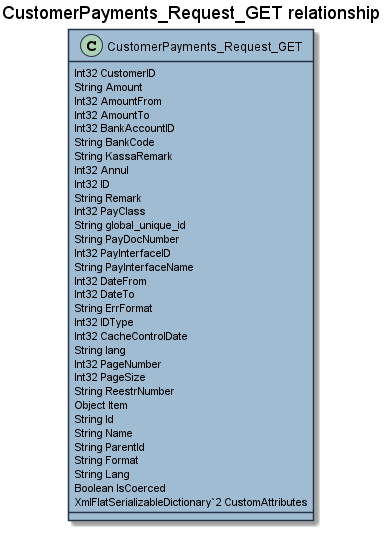 CustomerPayments_Request_GET relationship
C CustomerPayments_Request_GET
Int32 CustomerID
String Amount
Int32 AmountFrom
Int32 AmountTo
Int32 BankAccountID
String BankCode
String KassaRemark
Int32 Annul
Int32 ID
String Remark
Int32 PayClass
String global_unique_id
String PayDocNumber
Int32 PayInterfaceID
String PayInterfaceName
Int32 DateFrom
Int32 DateTo
String ErrFormat
Int32 IDType
Int32 CacheControlDate
String lang
Int32 PageNumber
Int32 PageSize
String ReestrNumber
Object Item
String Id
String Name
String ParentId
String Format
String Lang
Boolean IsCoerced
XmlFlatSerializableDictionary`2 CustomAttributes